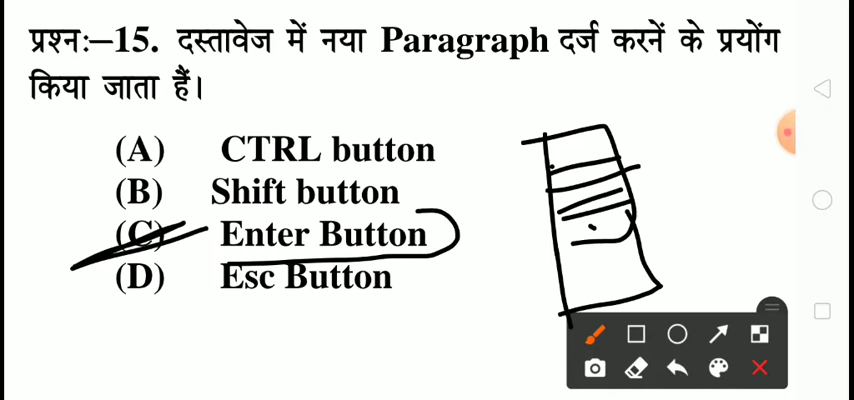 प्रश्नः–15. दस्तावेज में नया Paragraph दर्ज करनें के प्रयोंग
किया जाता हैं।
(A) CTRL button
(B) Shift button
(C) Enter Button
(D) Esc Button